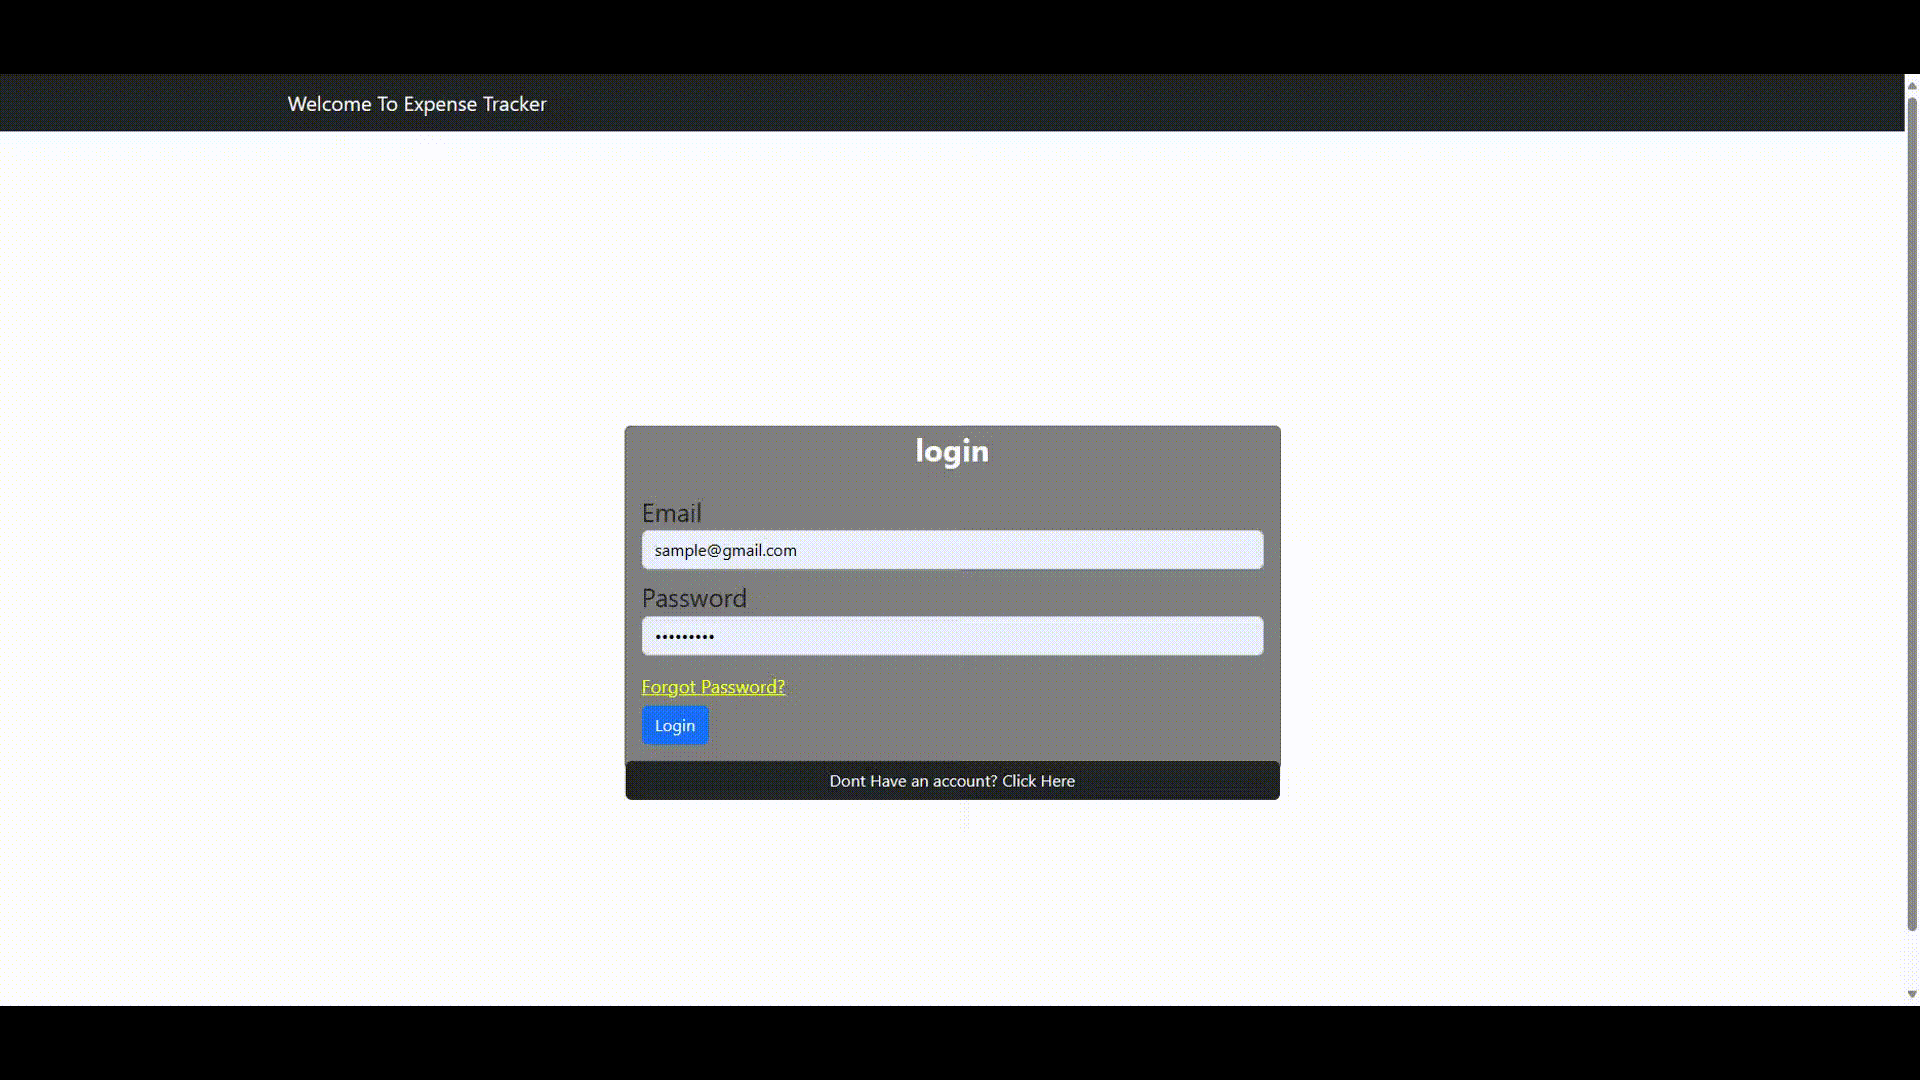 Welcome To Expense Tracker
login
Email
sample@gmail.com
Password
•••••••••
Forgot Password?
Login
Dont Have an account? Click Here